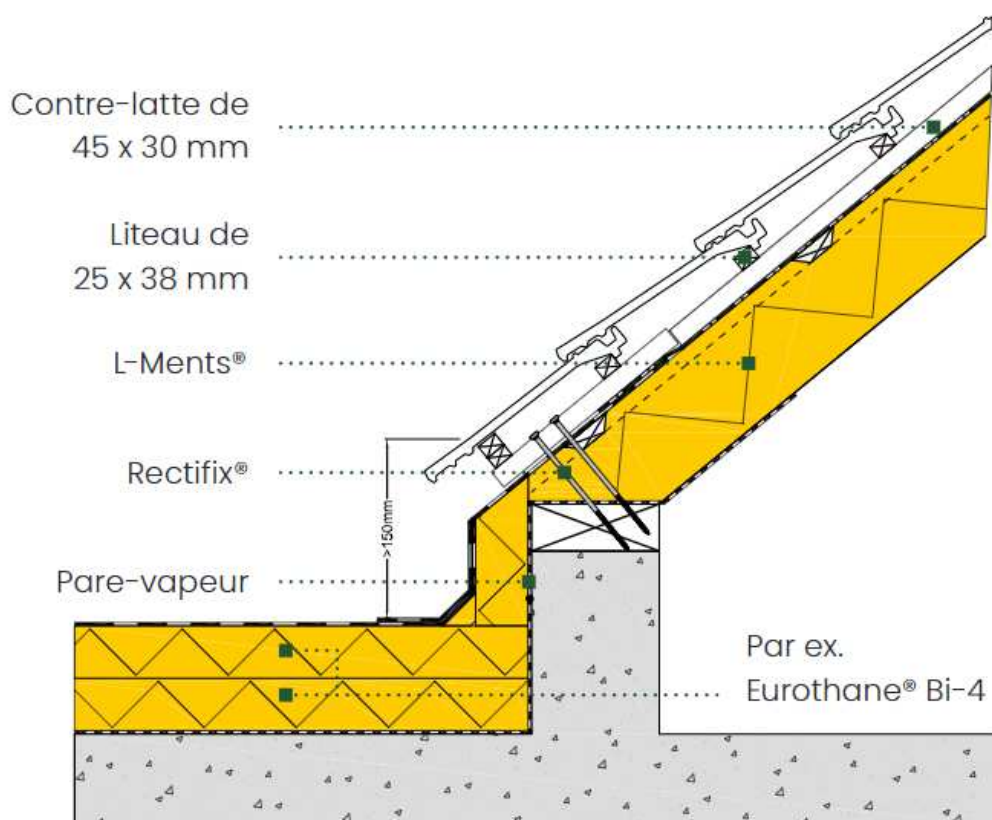 Contre-latte de
45 x 30 mm
Liteau de
25 x 38 mm
L-Ments®
Rectifix®
>150mm
Pare-vapeur
Par ex.
Eurothane® Bi-4